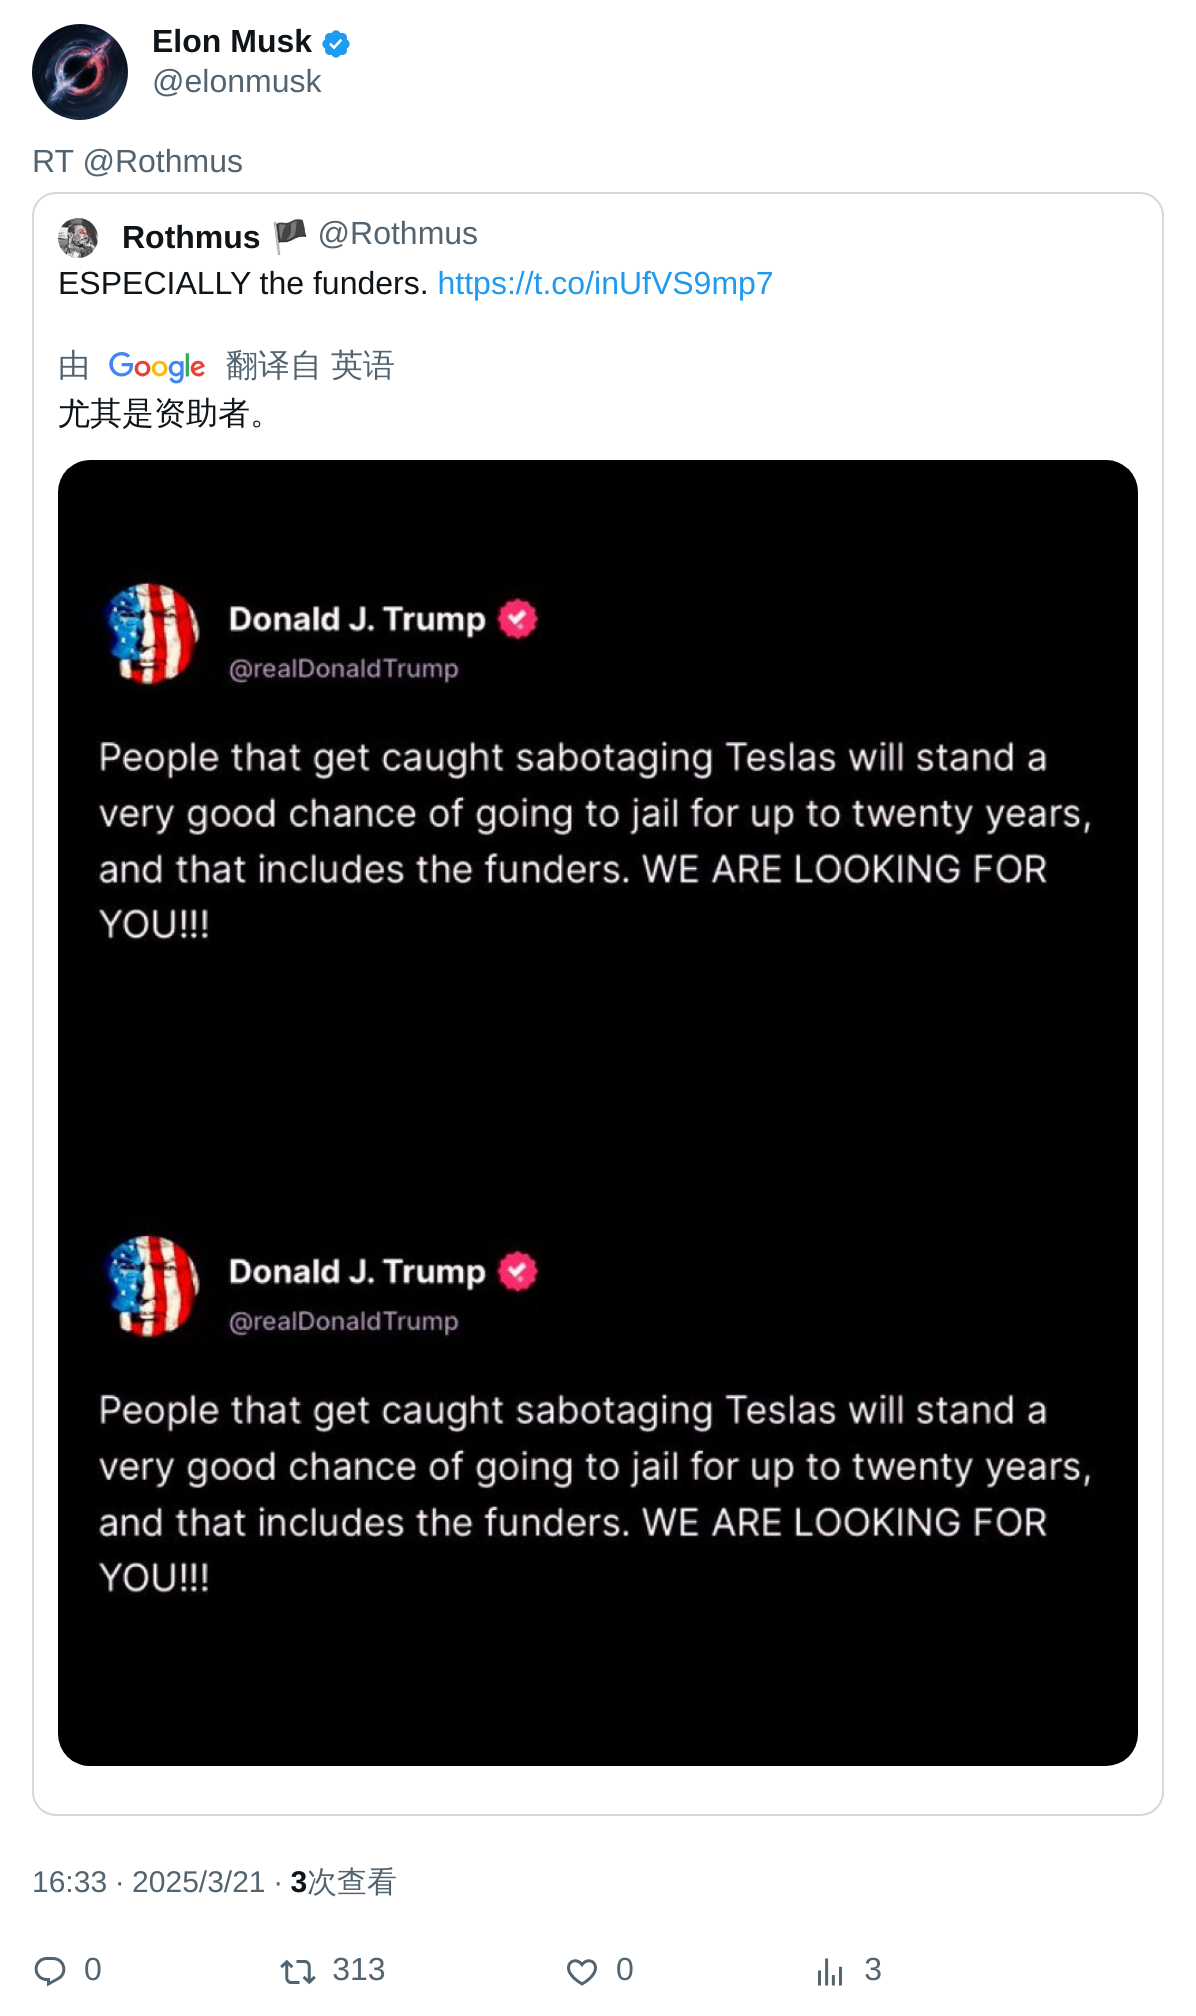 Elon Musk
@elonmusk
RT @Rothmus
Rothmus 🏴 @Rothmus
ESPECIALLY the funders. https://t.co/inUfVS9mp7
由 Google 翻译自 英语
尤其是资助者。
Donald J. Trump
@realDonaldTrump
People that get caught sabotaging Teslas will stand a
very good chance of going to jail for up to twenty years,
and that includes the funders. WE ARE LOOKING FOR
YOU!!!
Donald J. Trump
@realDonaldTrump
People that get caught sabotaging Teslas will stand a
very good chance of going to jail for up to twenty years,
and that includes the funders. WE ARE LOOKING FOR
YOU!!!
16:33 · 2025/3/21 · 3次查看
0 313 0 3